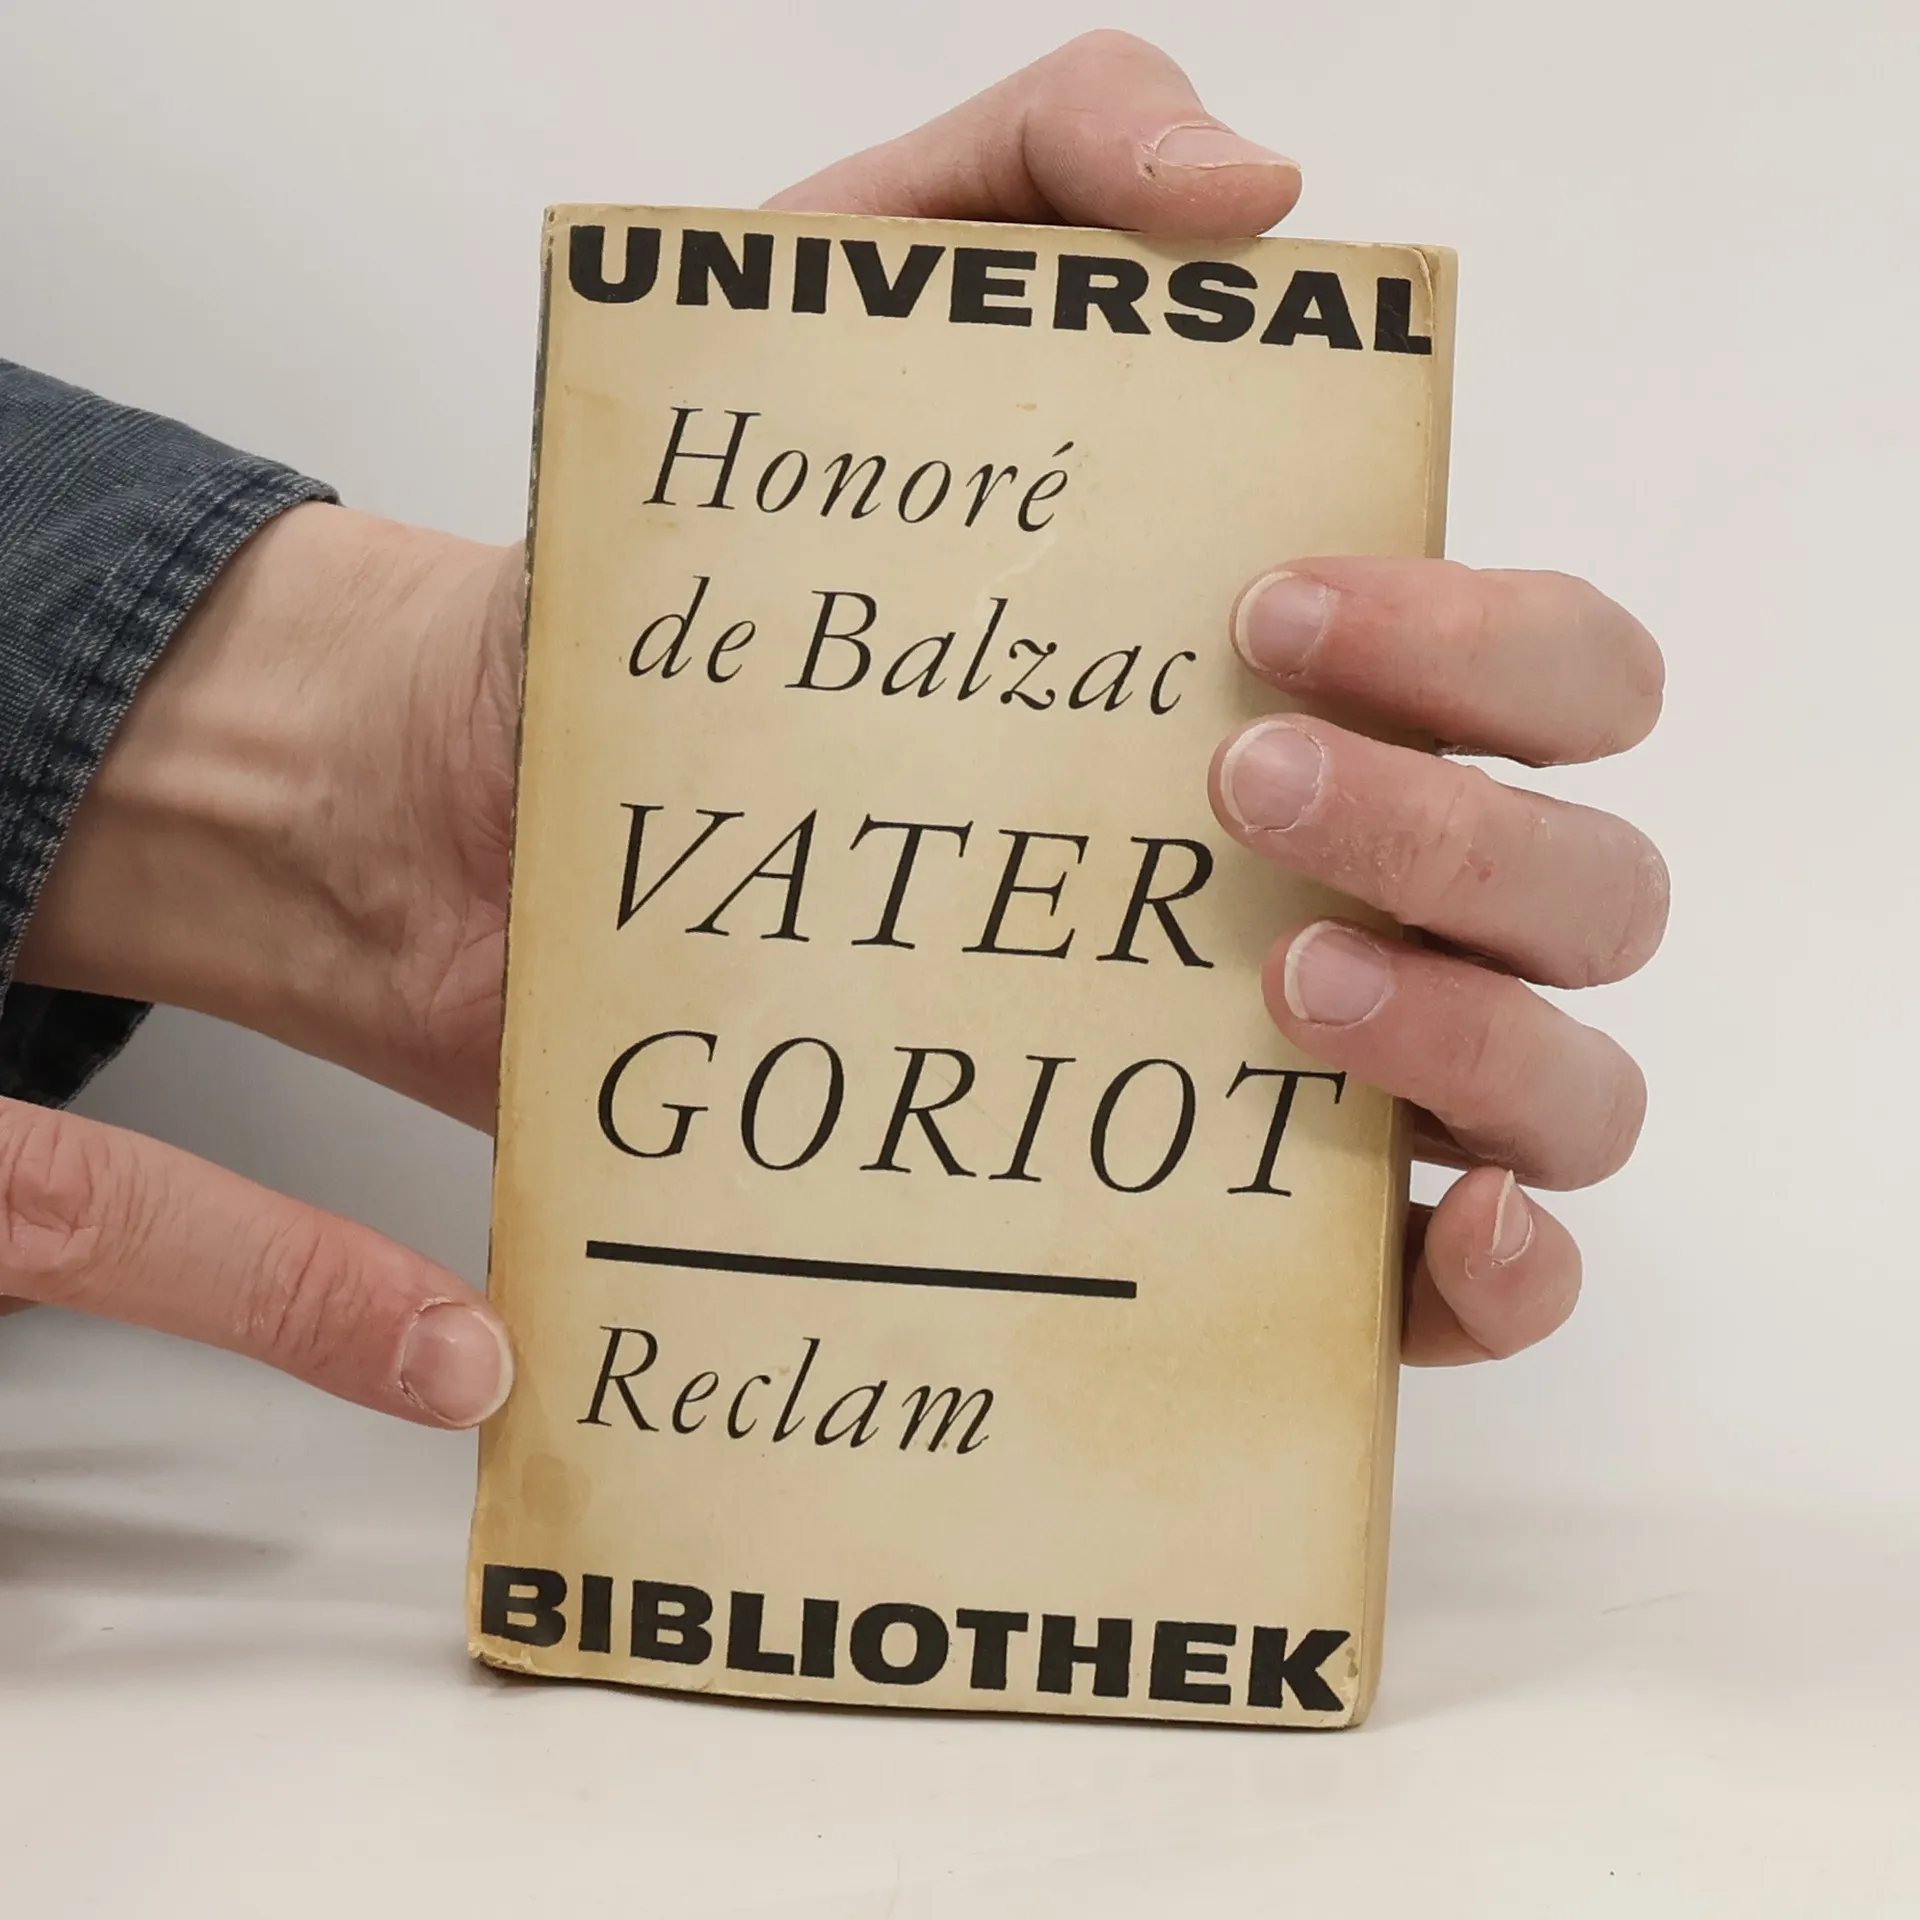 UNIVERSAL
Honoré
de Balzac
VATER
GORIOT
Reclam
BIBLIOTHEK